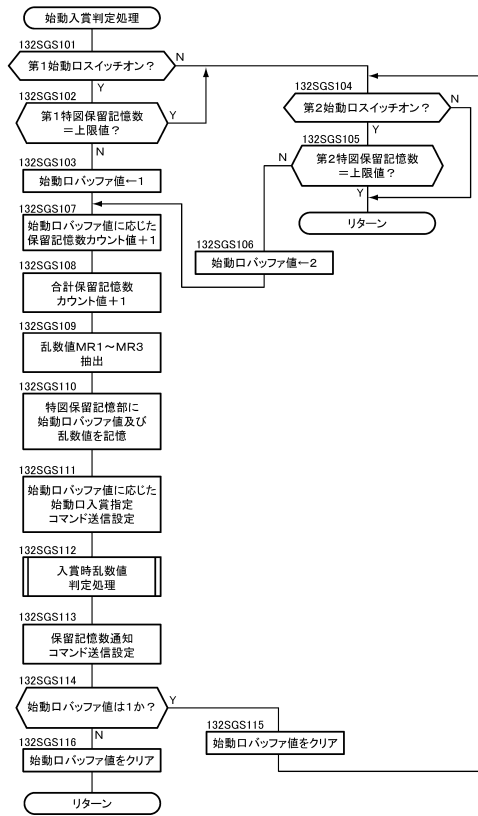 始動入賞判定処理
132SGS101
第1始動口スイッチオン？
N
Y
132SGS102
第1特図保留記憶数
＝上限値？
Y
N
132SGS103
始動口バッファ値←1
132SGS104
第2始動口スイッチオン？
N
Y
132SGS105
第2特図保留記憶数
＝上限値？
N
Y
リターン
132SGS106
始動口バッファ値←2
132SGS107
始動口バッファ値に応じた
保留記憶数カウント値＋1
132SGS108
合計保留記憶数
カウント値＋1
132SGS109
乱数値MR1～MR3
抽出
132SGS110
特図保留記憶部に
始動口バッファ値及び
乱数値を記憶
132SGS111
始動口バッファ値に応じた
始動口入賞指定
コマンド送信設定
132SGS112
入賞時乱数値
判定処理
132SGS113
保留記憶数通知
コマンド送信設定
132SGS114
始動口バッファ値は1か？
Y
N
132SGS115
始動口バッファ値をクリア
132SGS116
始動口バッファ値をクリア
リターン